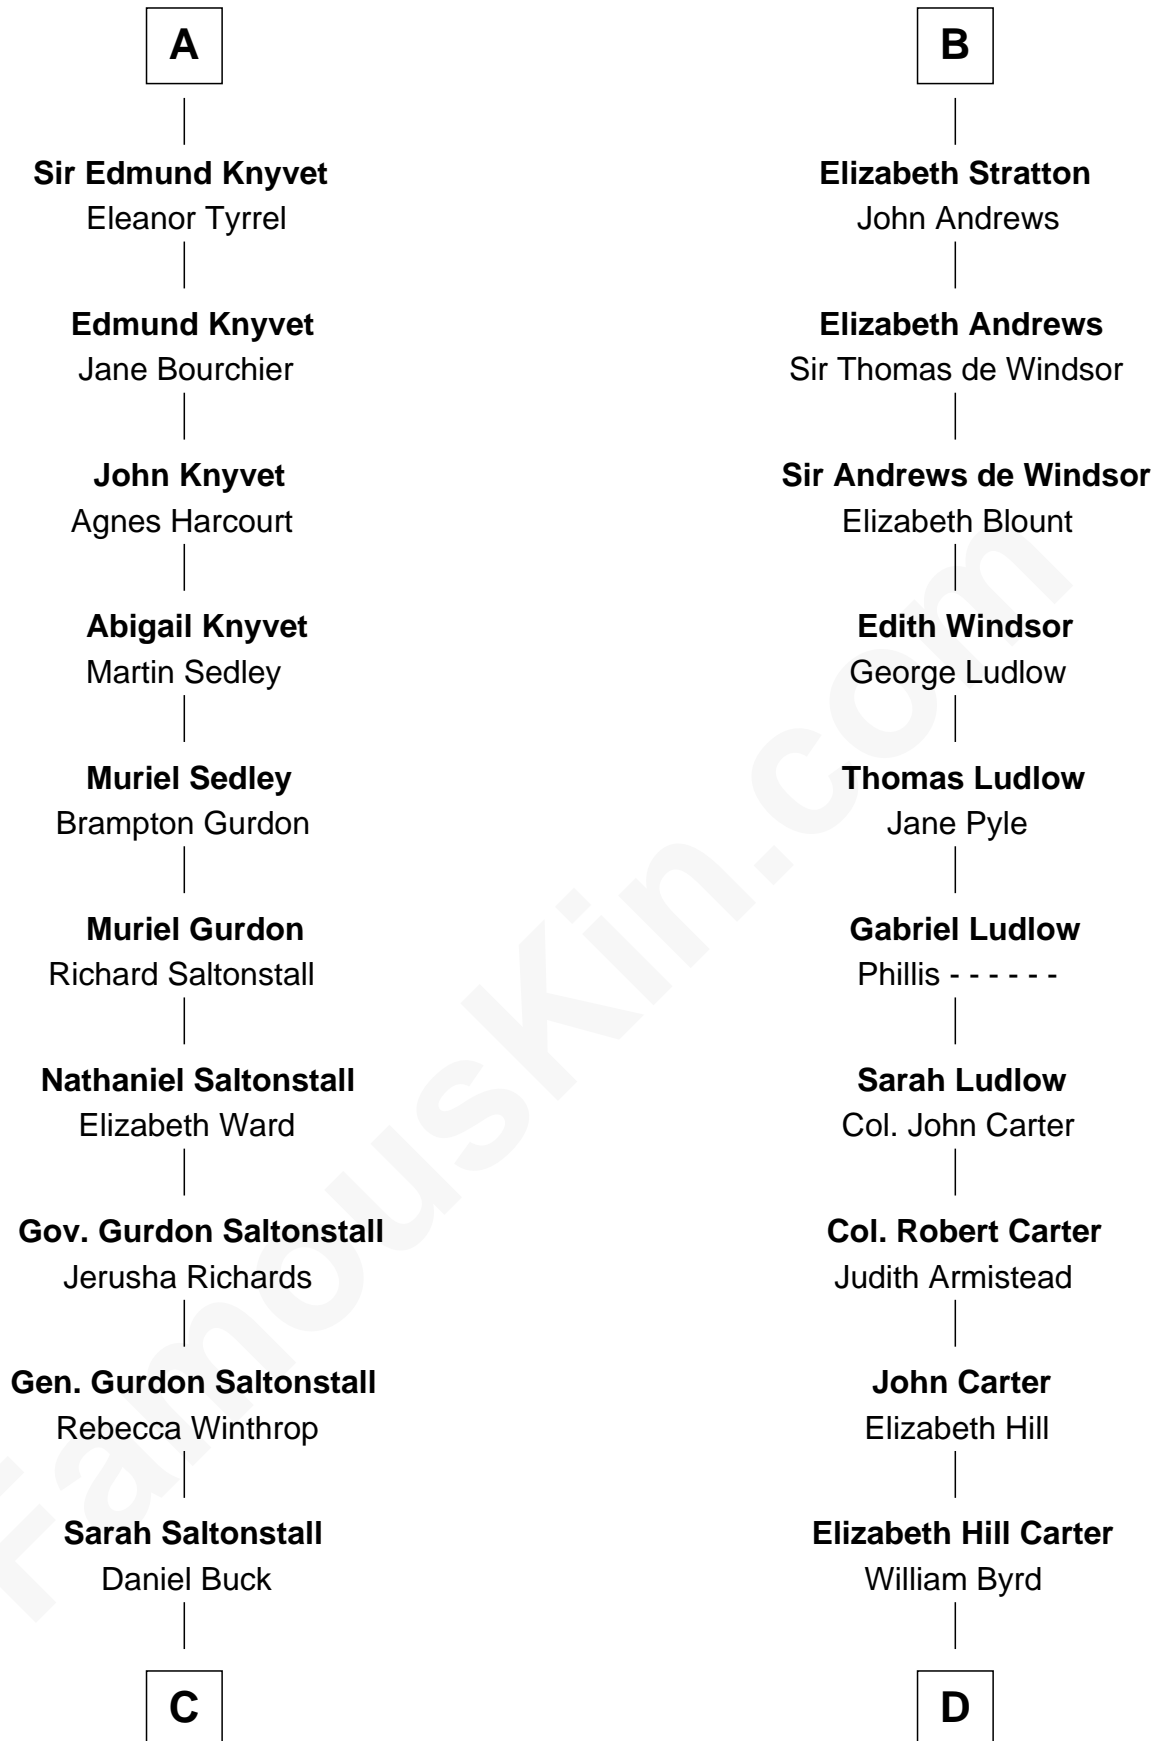 A
Sir Edmund Knyvet
Eleanor Tyrrel
Edmund Knyvet
Jane Bourchier
John Knyvet
Agnes Harcourt
Abigail Knyvet
Martin Sedley
Muriel Sedley
Brampton Gurdon
Muriel Gurdon
Richard Saltonstall
Nathaniel Saltonstall
Elizabeth Ward
Gov. Gurdon Saltonstall
Jerusha Richards
Gen. Gurdon Saltonstall
Rebecca Winthrop
Sarah Saltonstall
Daniel Buck
C
B
Elizabeth Stratton
John Andrews
Elizabeth Andrews
Sir Thomas de Windsor
Sir Andrews de Windsor
Elizabeth Blount
Edith Windsor
George Ludlow
Thomas Ludlow
Jane Pyle
Gabriel Ludlow
Phillis - - - - - -
Sarah Ludlow
Col. John Carter
Col. Robert Carter
Judith Armistead
John Carter
Elizabeth Hill
Elizabeth Hill Carter
William Byrd
D
FamousKin.com